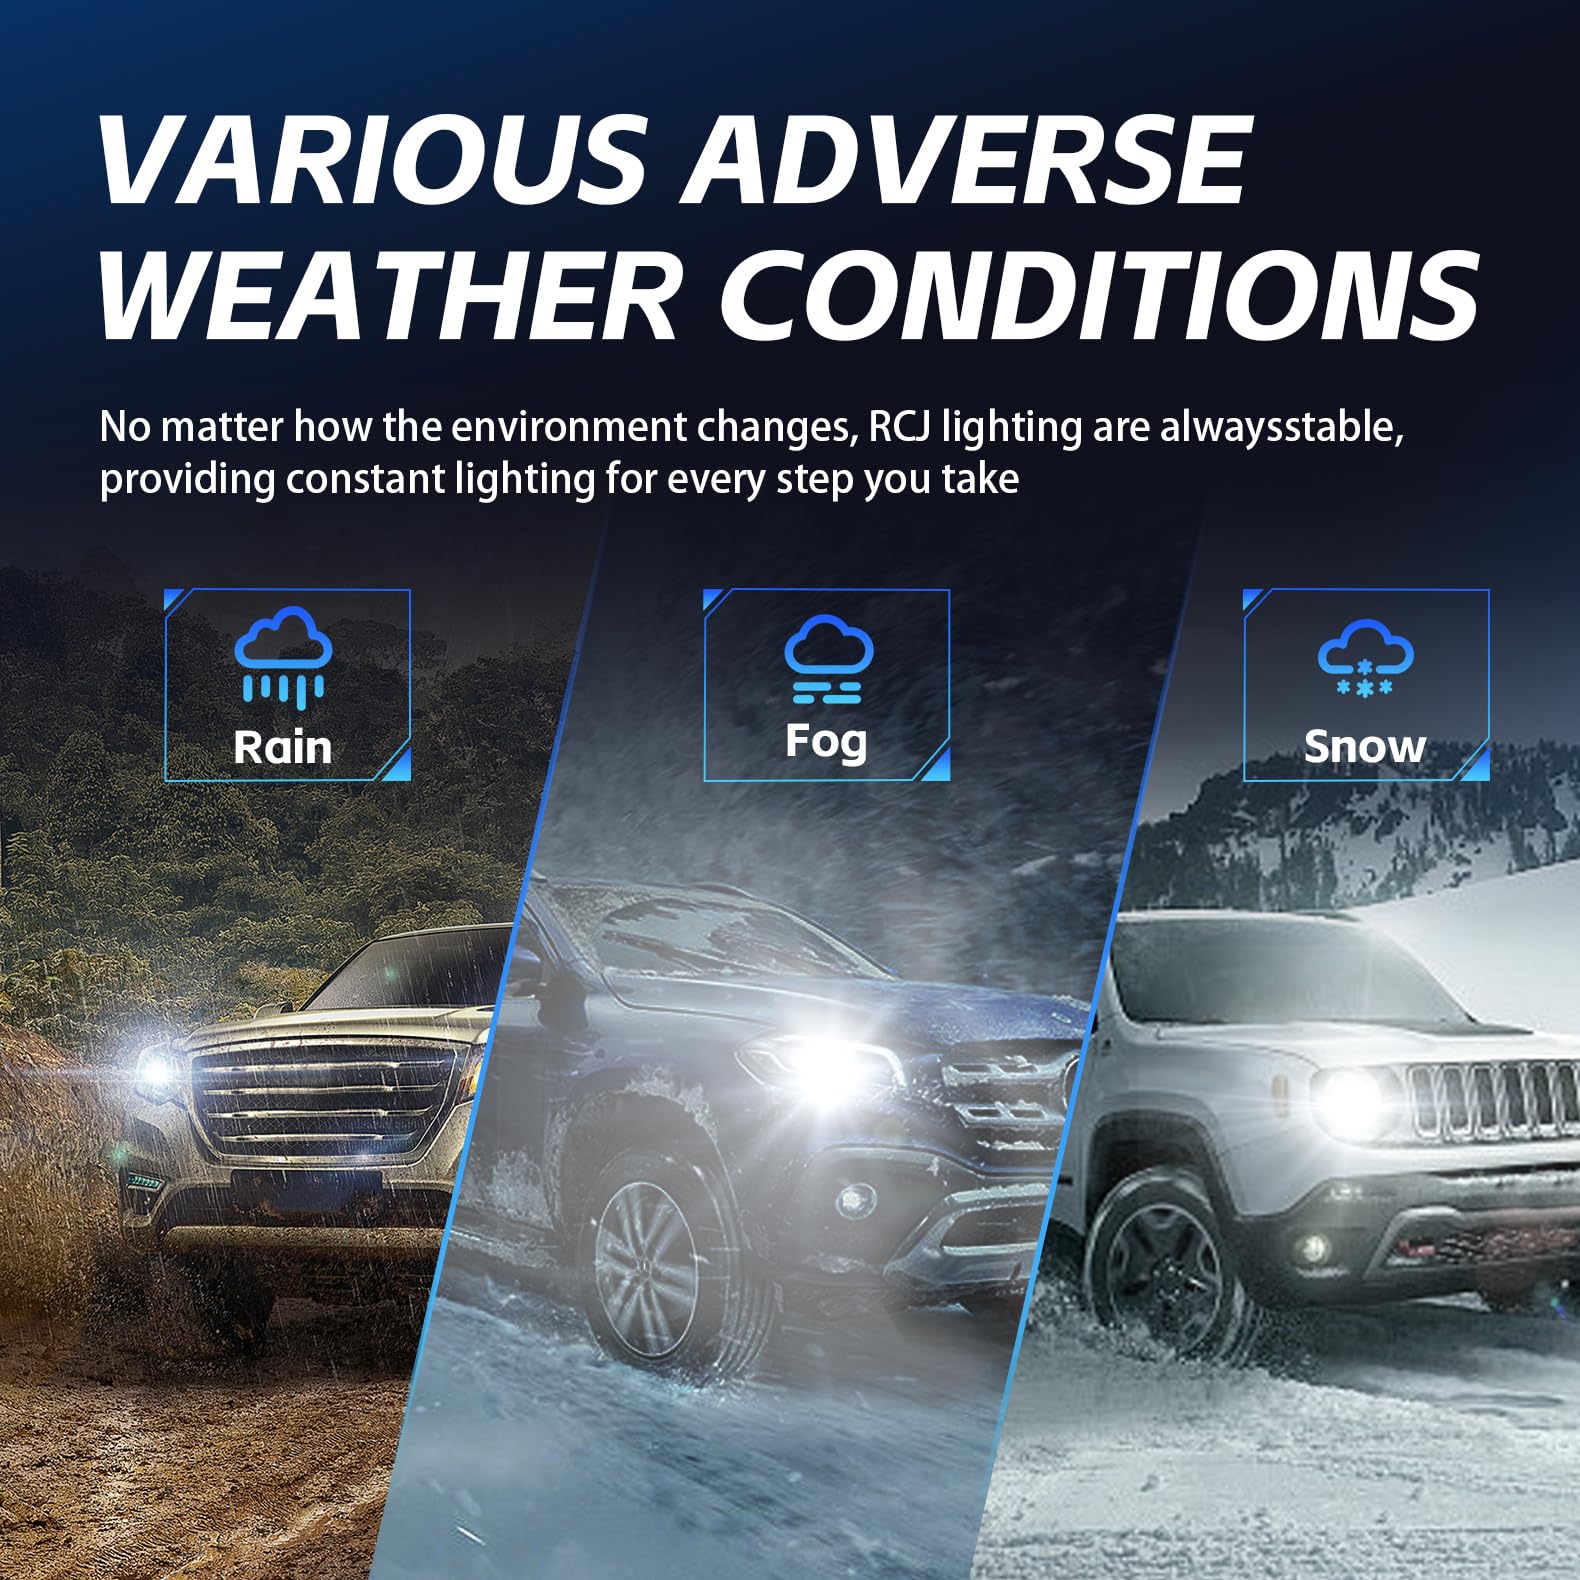 VARIOUS ADVERSE
WEATHER CONDITIONS
No matter how the environment changes, RCJ lighting are alwaysstable,
providing constant lighting for every step you take
Rain
Fog
Snow